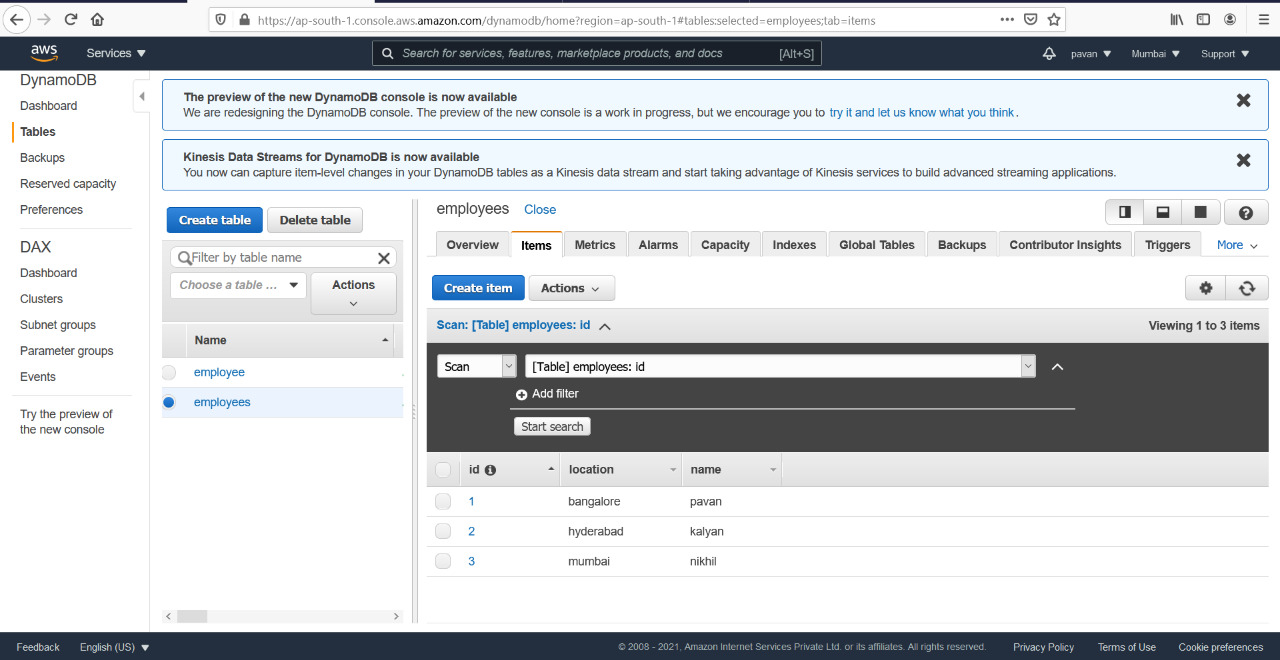 https://ap-south-1.console.aws.amazon.com/dynamodb/home?region=ap-south-1#tables:selected=employees;tab=items
aws
Services
Search for services, features, marketplace products, and docs
[Alt+S]
pavan
Mumbai
Support
DynamoDB
Dashboard
Tables
Backups
Reserved capacity
Preferences
DAX
Dashboard
Clusters
Subnet groups
Parameter groups
Events
Try the preview of
the new console
The preview of the new DynamoDB console is now available
We are redesigning the DynamoDB console. The preview of the new console is a work in progress, but we encourage you to try it and let us know what you think.
Kinesis Data Streams for DynamoDB is now available
You now can capture item-level changes in your DynamoDB tables as a Kinesis data stream and start taking advantage of Kinesis services to build advanced streaming applications.
Create table
Delete table
Filter by table name
Choose a table ...
Actions
Name
employee
employees
employees
Close
Overview
Items
Metrics
Alarms
Capacity
Indexes
Global Tables
Backups
Contributor Insights
Triggers
More
Create item
Actions
Scan: [Table] employees: id
Viewing 1 to 3 items
Scan
[Table] employees: id
Add filter
Start search
id location name
1 bangalore pavan
2 hyderabad kalyan
3 mumbai nikhil
Feedback
English (US)
© 2008 - 2021, Amazon Internet Services Private Ltd. or its affiliates. All rights reserved.
Privacy Policy
Terms of Use
Cookie preferences